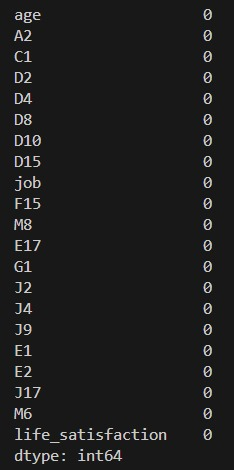 age 0
A2 0
C1 0
D2 0
D4 0
D8 0
D10 0
D15 0
job 0
F15 0
M8 0
E17 0
G1 0
J2 0
J4 0
J9 0
E1 0
E2 0
J17 0
M6 0
life_satisfaction 0
dtype: int64